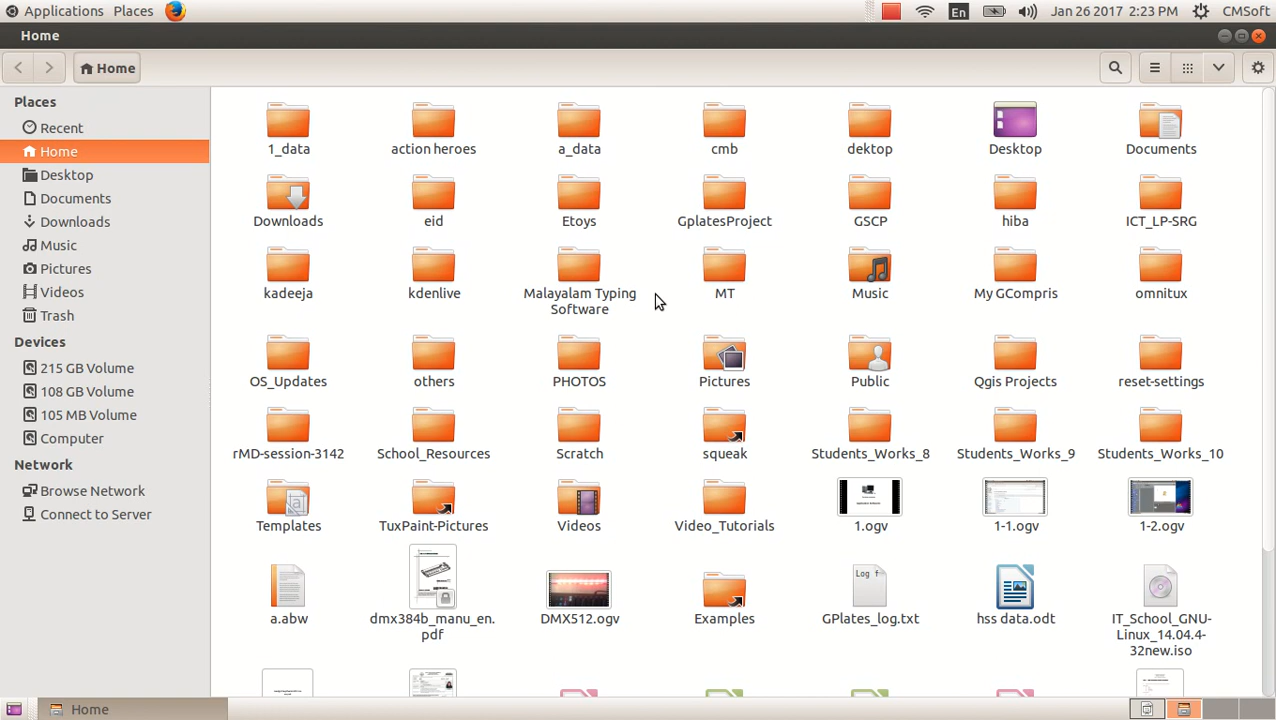 Applications Places En Jan 26 2017 2:23 PM CMSoft
Home
Home
Places
Recent
Home
Desktop
Documents
Downloads
Music
Pictures
Videos
Trash
Devices
215 GB Volume
108 GB Volume
105 MB Volume
Computer
Network
Browse Network
Connect to Server
1_data action heroes a_data cmb dektop Desktop Documents
Downloads eid Etoys GplatesProject GSCP hiba ICT_LP-SRG
kadeeja kdenlive Malayalam Typing MT Music My GCompris omnitux
Software
OS_Updates others PHOTOS Pictures Public Qgis Projects reset-settings
rMD-session-3142 School_Resources Scratch squeak Students_Works_8 Students_Works_9 Students_Works_10
Templates TuxPaint-Pictures Videos Video_Tutorials 1.ogv 1-1.ogv 1-2.ogv
Log f
a.abw dmx384b_manu_en. DMX512.ogv Examples GPlates_log.txt hss data.odt IT_School_GNU-
pdf Linux_14.04.4-
32new.iso
Home